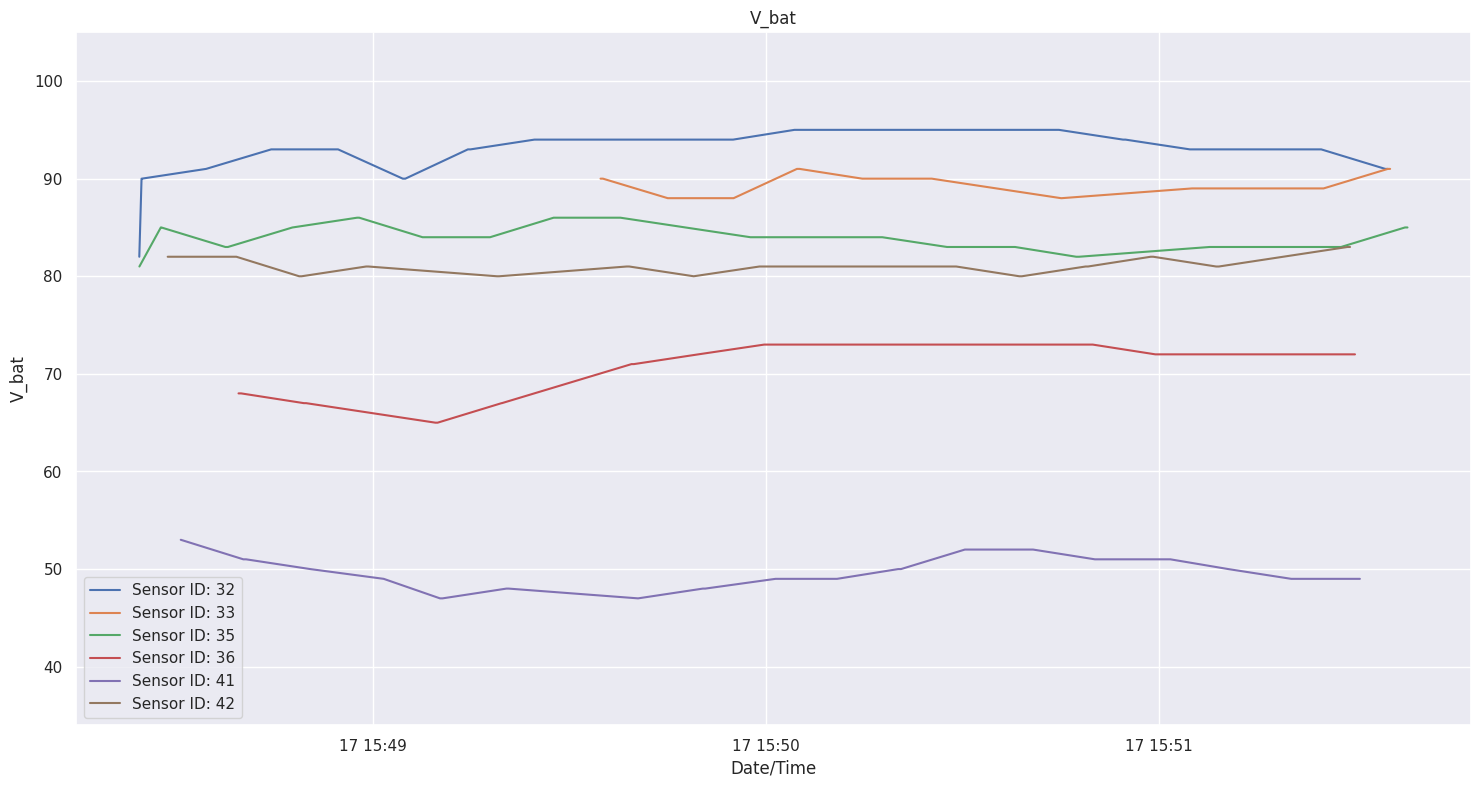 V_bat
100
90
80
70
60
50
40
V_bat
Sensor ID: 32
Sensor ID: 33
Sensor ID: 35
Sensor ID: 36
Sensor ID: 41
Sensor ID: 42
17 15:49 17 15:50 17 15:51
Date/Time